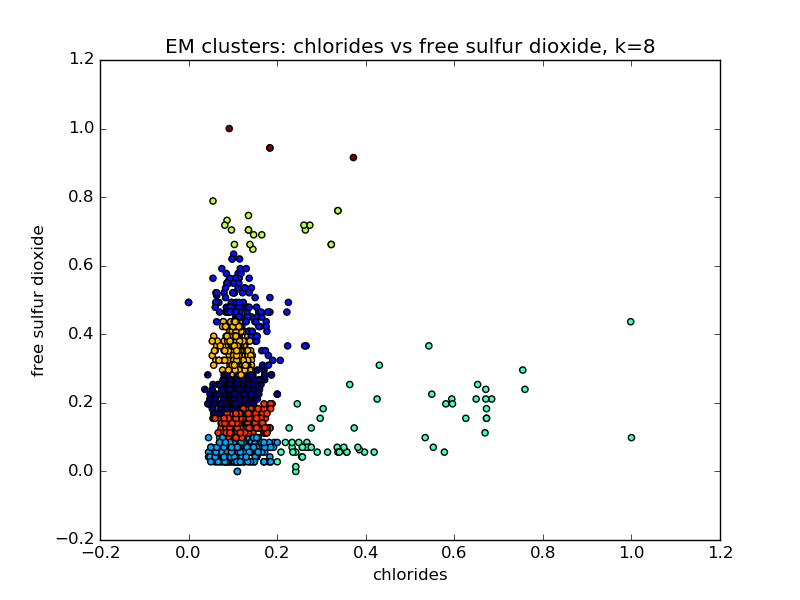 EM clusters: chlorides vs free sulfur dioxide, k=8
1.2
1.0
0.8
0.6
0.4
0.2
0.0
−0.2
free sulfur dioxide
−0.2 0.0 0.2 0.4 0.6 0.8 1.0 1.2
chlorides